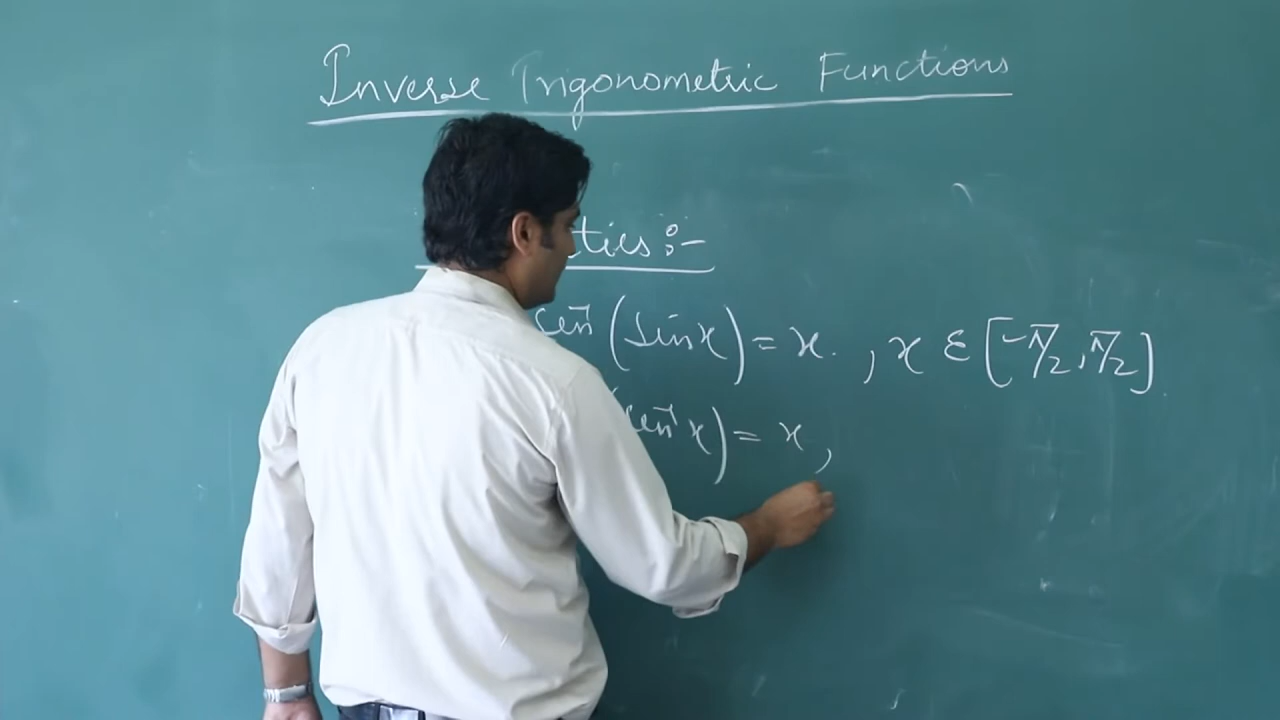 Inverse Trigonometric Functions
ties :-
sin⁻¹ (sin x) = x. , x ε [-π/2, π/2]
sin⁻¹ x) = x ,